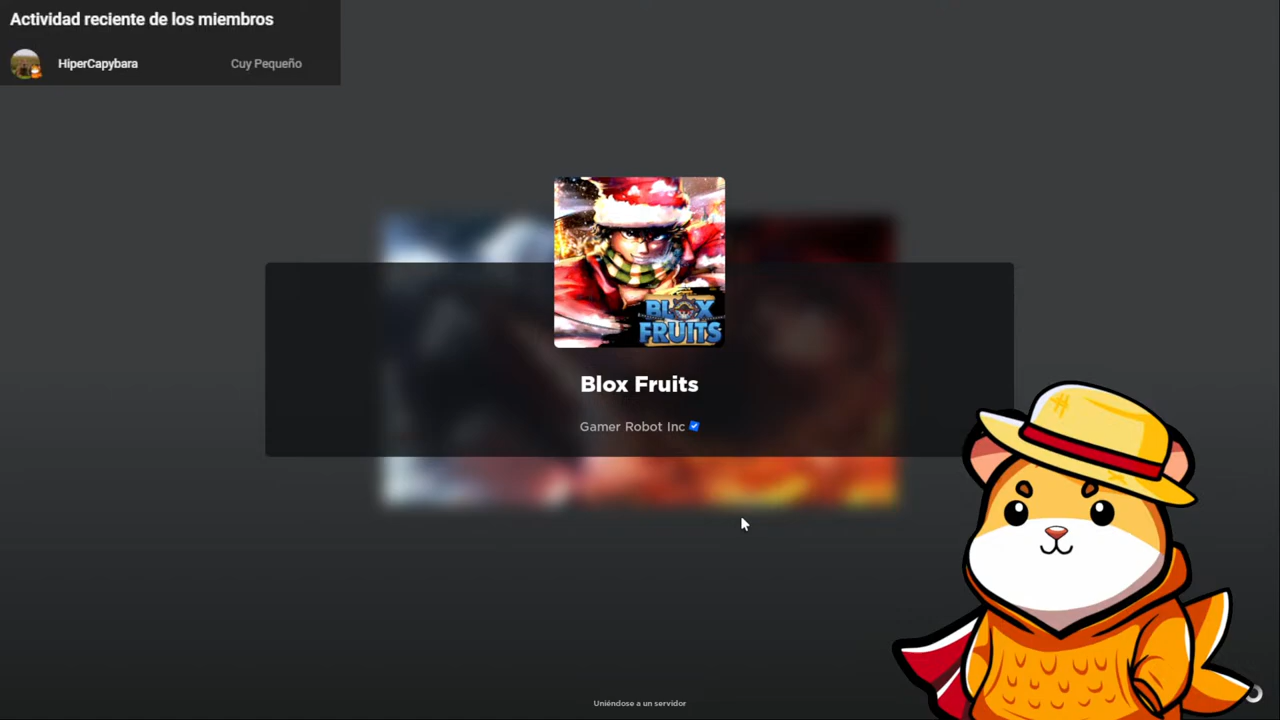 Actividad reciente de los miembros
HiperCapybara Cuy Pequeño
BLOX
FRUITS
Blox Fruits
Gamer Robot Inc
Uniéndose a un servidor